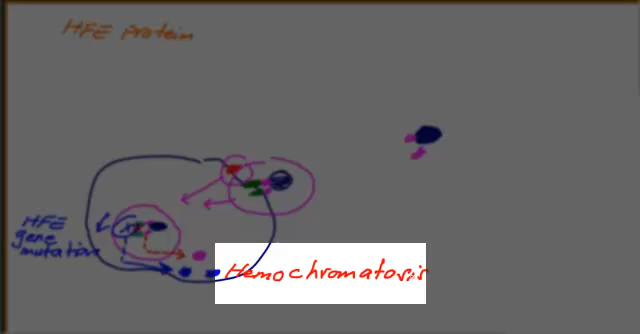 HFE protein
HFE
gene
mutation
Hemochromatosis